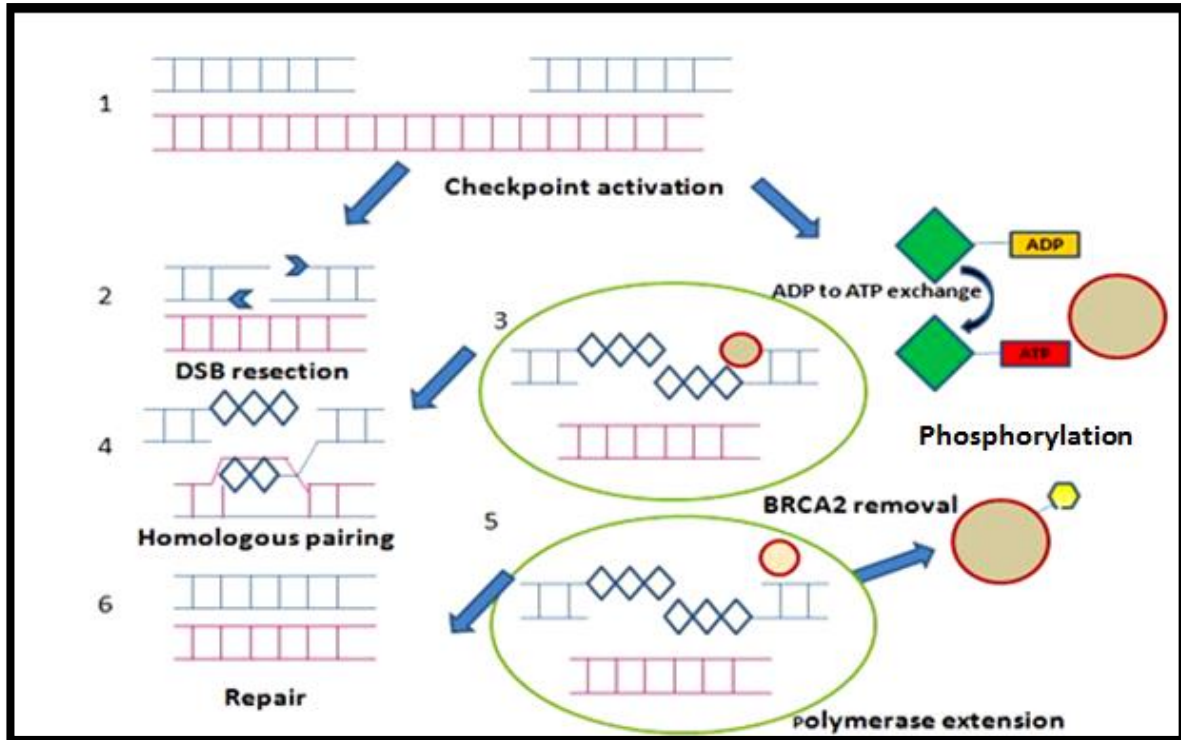 1
Checkpoint activation
ADP
ADP to ATP exchange
ATP
Phosphorylation
2
DSB resection
3
4
Homologous pairing
BRCA2 removal
5
6
Repair
Polymerase extension